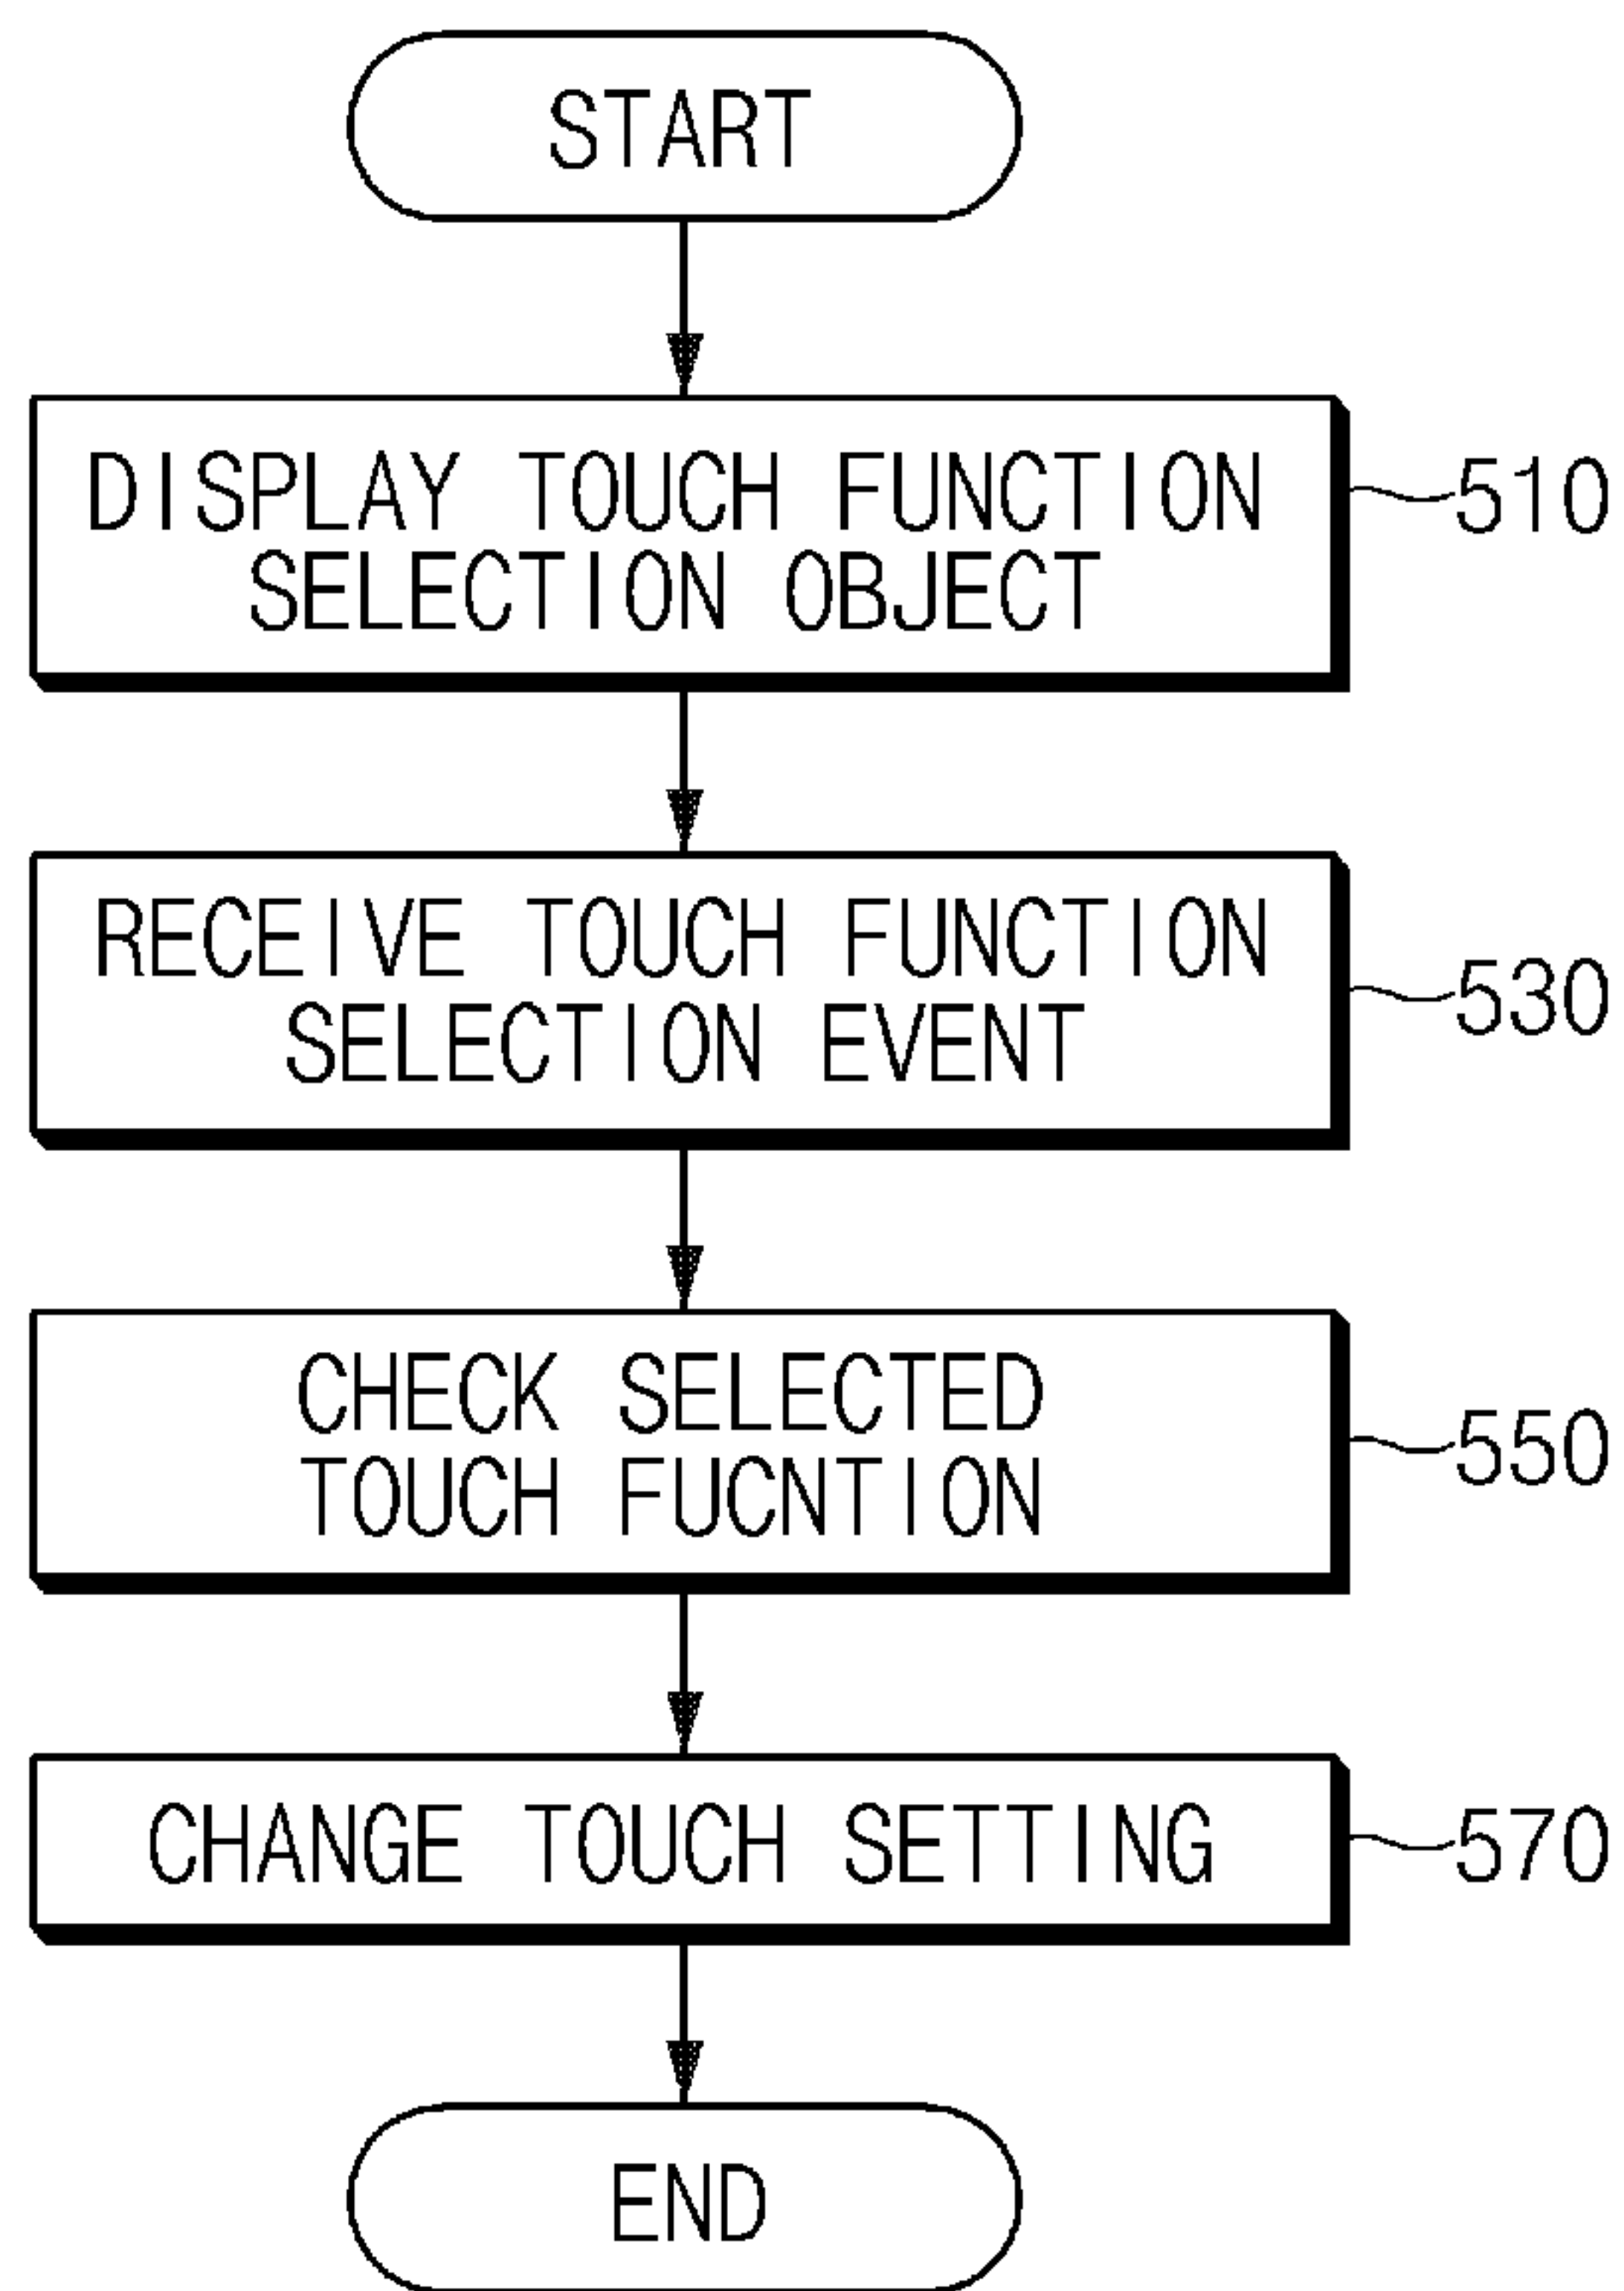 START
DISPLAY TOUCH FUNCTION
SELECTION OBJECT
510
RECEIVE TOUCH FUNCTION
SELECTION EVENT
530
CHECK SELECTED
TOUCH FUCNTION
550
CHANGE TOUCH SETTING
570
END